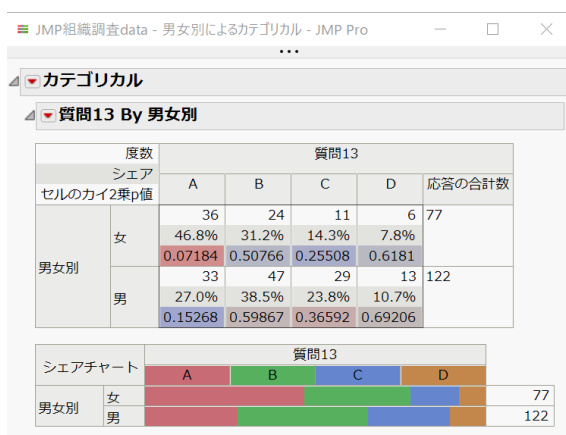 JMP組織調査data - 男女別によるカテゴリカル - JMP Pro
カテゴリカル
質問13 By 男女別
度数 質問13
シェア A B C D 応答の合計数
セルのカイ2乗p値
男女別 女 36 24 11 6 77
46.8% 31.2% 14.3% 7.8%
0.07184 0.50766 0.25508 0.6181
男 33 47 29 13 122
27.0% 38.5% 23.8% 10.7%
0.15268 0.59867 0.36592 0.69206
シェアチャート 質問13
A B C D
男女別 女 77
男 122